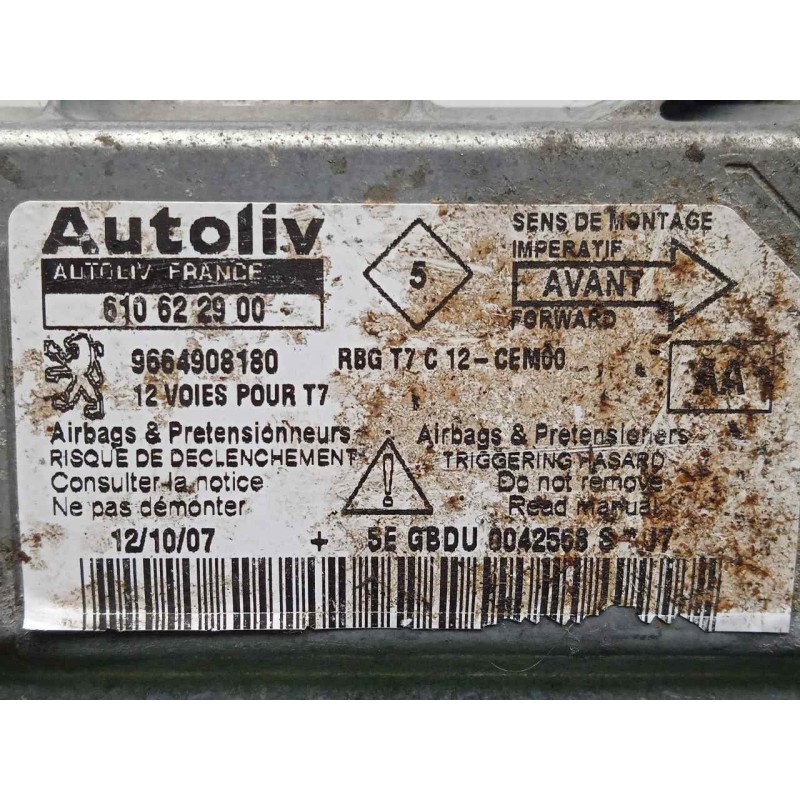 Autoliv
AUTOLIV FRANCE
610 62 29 00
5
SENS DE MONTAGE
IMPERATIF
AVANT
FORWARD
9664908180
RBG T7 C 12-CEM00
12 VOIES POUR T7
AA
Airbags & Pretensionneurs
RISQUE DE DECLENCHEMENT
Consulter la notice
Ne pas démonter
!
Airbags & Pretensioners
TRIGGERING HASARD
Do not remove
Read Manual
12/10/07 + 5E GBDU 0042568 S * J7